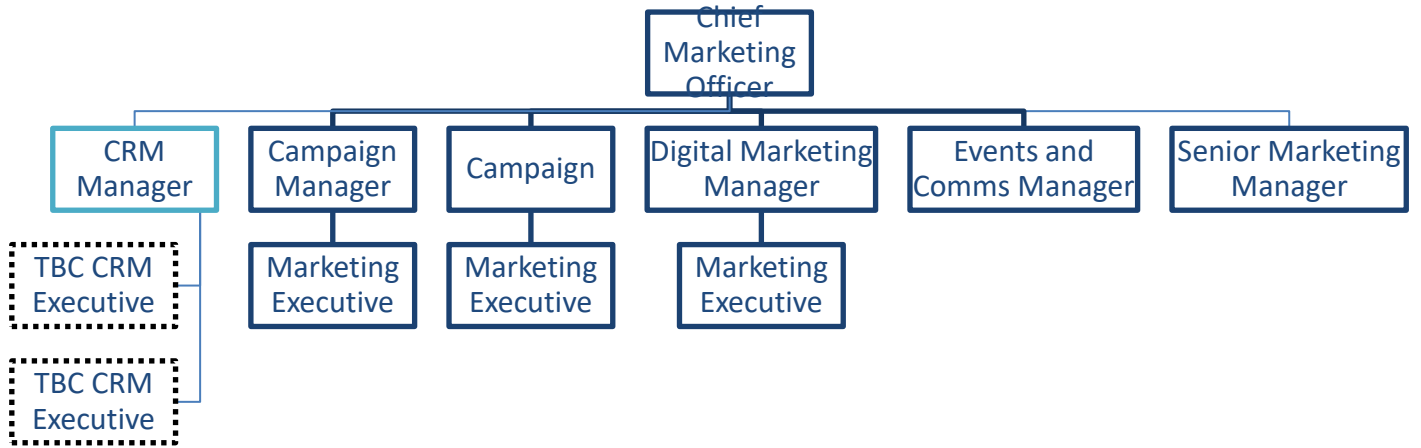 Chief
Marketing
Officer
CRM
Manager
Campaign
Manager
Campaign
Digital Marketing
Manager
Events and
Comms Manager
Senior Marketing
Manager
TBC CRM
Executive
Marketing
Executive
Marketing
Executive
Marketing
Executive
TBC CRM
Executive